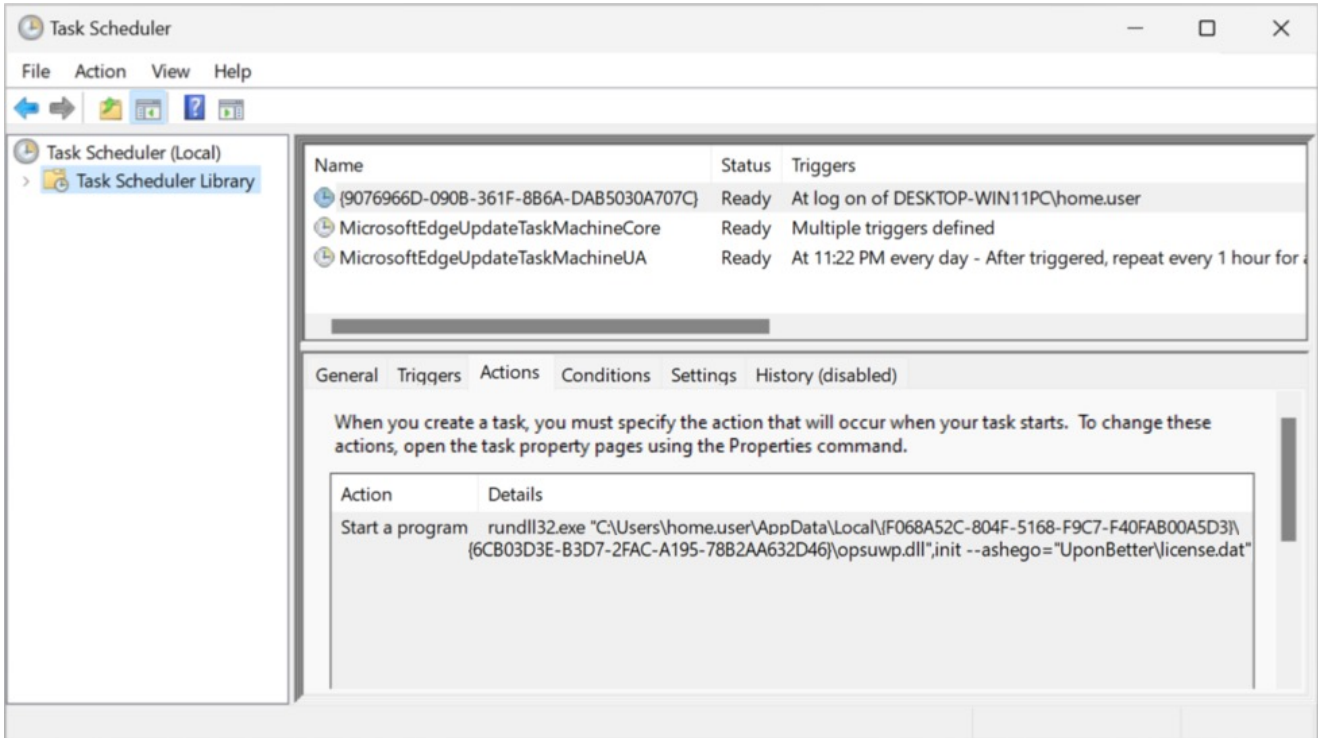 Task Scheduler
File Action View Help
Task Scheduler (Local)
Task Scheduler Library
Name Status Triggers
{9076966D-090B-361F-8B6A-DAB5030A707C} Ready At log on of DESKTOP-WIN11PC\home.user
MicrosoftEdgeUpdateTaskMachineCore Ready Multiple triggers defined
MicrosoftEdgeUpdateTaskMachineUA Ready At 11:22 PM every day - After triggered, repeat every 1 hour for
General Triggers Actions Conditions Settings History (disabled)
When you create a task, you must specify the action that will occur when your task starts. To change these
actions, open the task property pages using the Properties command.
Action Details
Start a program rundll32.exe "C:\Users\home.user\AppData\Local\{F068A52C-804F-5168-F9C7-F40FAB00A5D3}\
{6CB03D3E-B3D7-2FAC-A195-78B2AA632D46}\opsuwp.dll",init --ashego="UponBetter\license.dat"